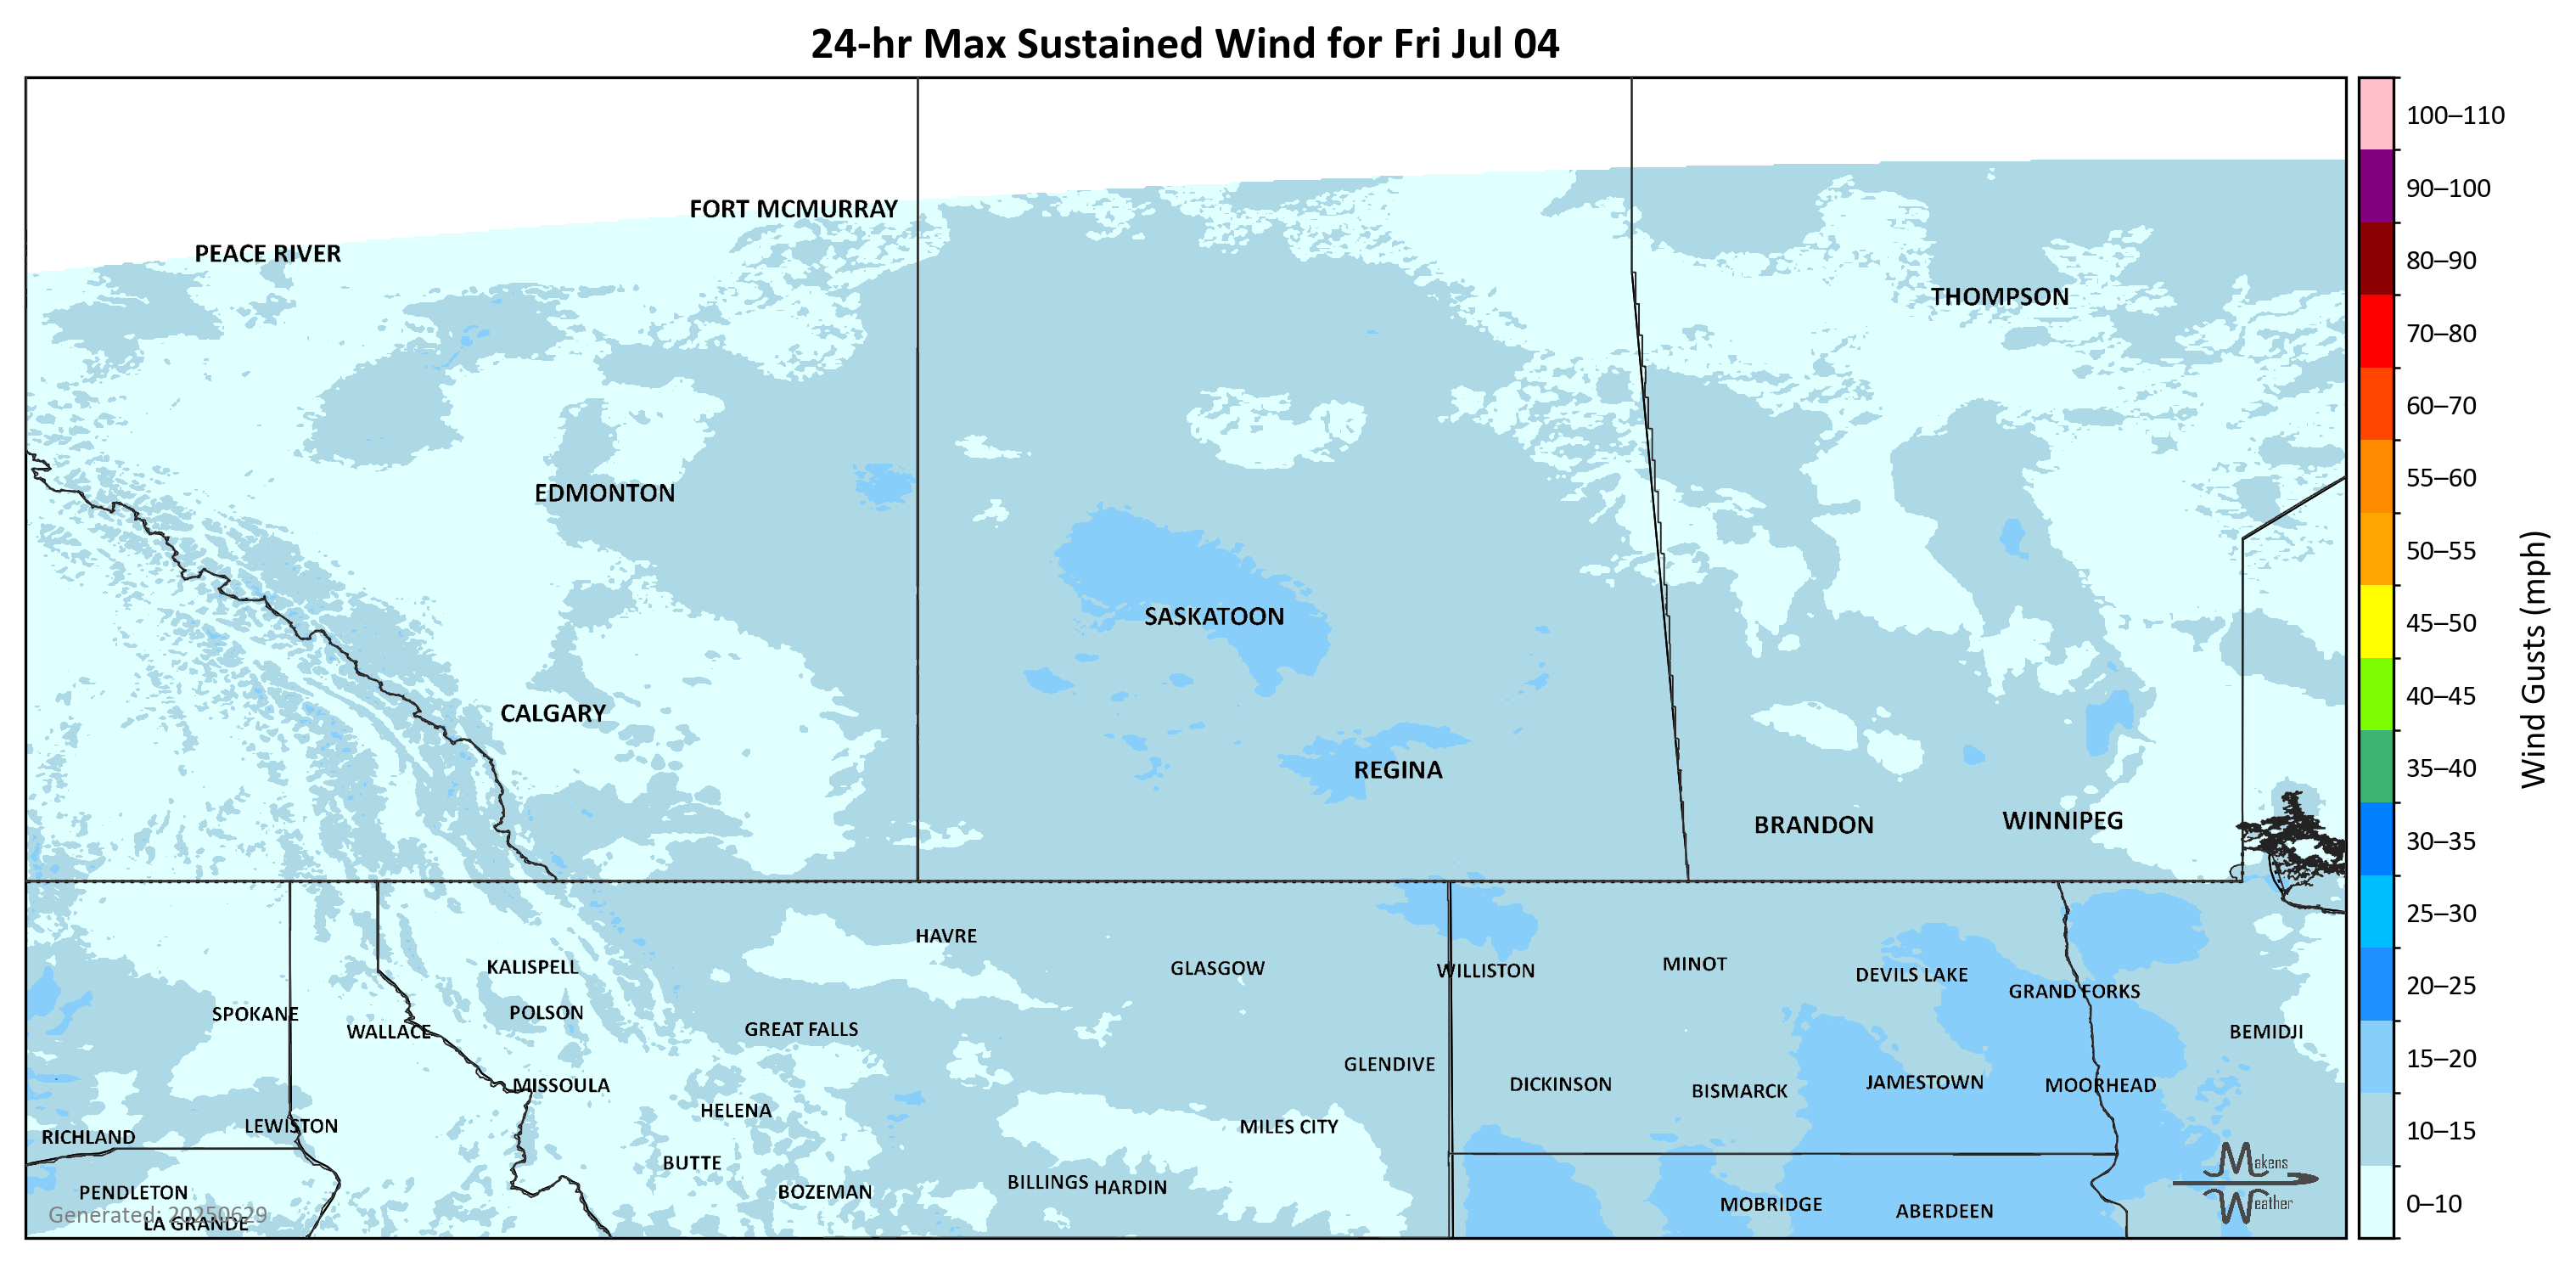 24-hr Max Sustained Wind for Fri Jul 04
100–110
90–100
80–90
70–80
60–70
55–60
50–55
45–50
40–45
35–40
30–35
25–30
20–25
15–20
10–15
0–10
Wind Gusts (mph)
FORT MCMURRAY
PEACE RIVER
THOMPSON
EDMONTON
SASKATOON
CALGARY
REGINA
BRANDON
WINNIPEG
HAVRE
KALISPELL
GLASGOW
WILLISTON
MINOT
DEVILS LAKE
GRAND FORKS
SPOKANE
POLSON
WALLACE
GREAT FALLS
BEMIDJI
GLENDIVE
MISSOULA
DICKINSON
BISMARCK
JAMESTOWN
MOORHEAD
HELENA
LEWISTON
MILES CITY
RICHLAND
BUTTE
BILLINGS
HARDIN
PENDLETON
BOZEMAN
MOBRIDGE
ABERDEEN
Generated: 20250629
LA GRANDE
Makens
Weather